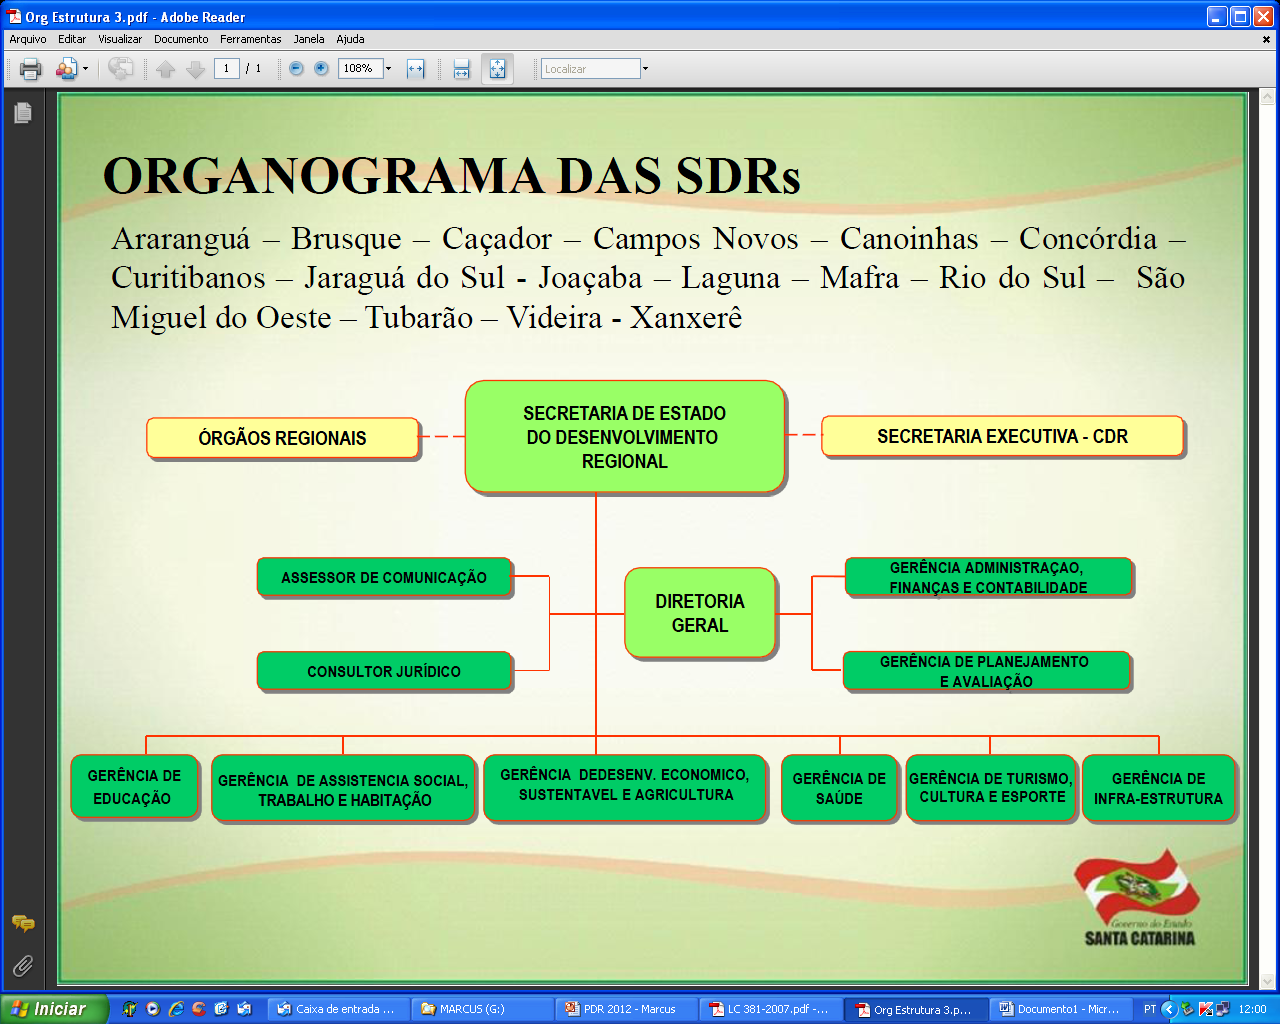 Org Estrutura 3.pdf - Adobe Reader
Arquivo Editar Visualizar Documento Ferramentas Janela Ajuda
1 / 1 108% Localizar
ORGANOGRAMA DAS SDRs
Araranguá – Brusque – Caçador – Campos Novos – Canoinhas – Concórdia –
Curitibanos – Jaraguá do Sul - Joaçaba – Laguna – Mafra – Rio do Sul – São
Miguel do Oeste – Tubarão – Videira - Xanxerê
SECRETARIA DE ESTADO
DO DESENVOLVIMENTO
REGIONAL
ÓRGÃOS REGIONAIS
SECRETARIA EXECUTIVA - CDR
ASSESSOR DE COMUNICAÇÃO
CONSULTOR JURÍDICO
DIRETORIA
GERAL
GERÊNCIA ADMINISTRAÇAO,
FINANÇAS E CONTABILIDADE
GERÊNCIA DE PLANEJAMENTO
E AVALIAÇÃO
GERÊNCIA DE
EDUCAÇÃO
GERÊNCIA DE ASSISTENCIA SOCIAL,
TRABALHO E HABITAÇÃO
GERÊNCIA DEDESENV. ECONOMICO,
SUSTENTAVEL E AGRICULTURA
GERÊNCIA DE
SAÚDE
GERÊNCIA DE TURISMO,
CULTURA E ESPORTE
GERÊNCIA DE
INFRA-ESTRUTURA
Governo do Estado
SANTA CATARINA
Iniciar Caixa de entrada ... MARCUS (G:) PDR 2012 - Marcus LC 381-2007.pdf -... Org Estrutura 3.p... Documento1 - Micr... PT 12:00